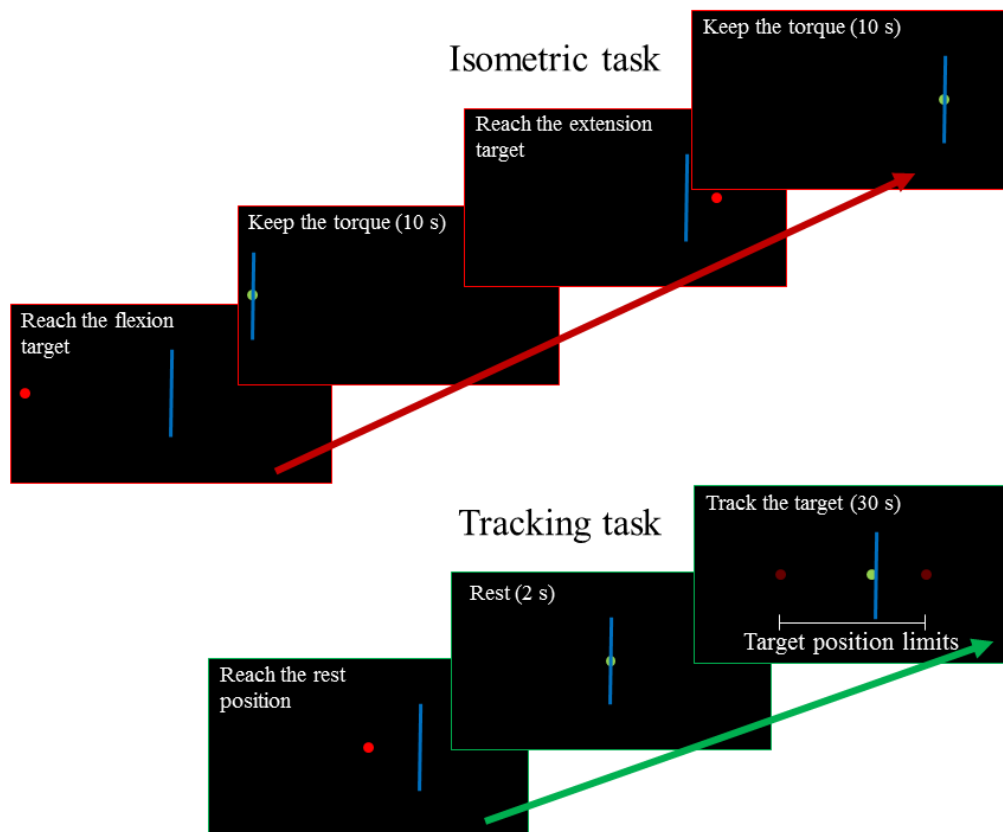 Isometric task
Reach the flexion
target
Keep the torque (10 s)
Reach the extension
target
Keep the torque (10 s)
Tracking task
Reach the rest
position
Rest (2 s)
Track the target (30 s)
Target position limits